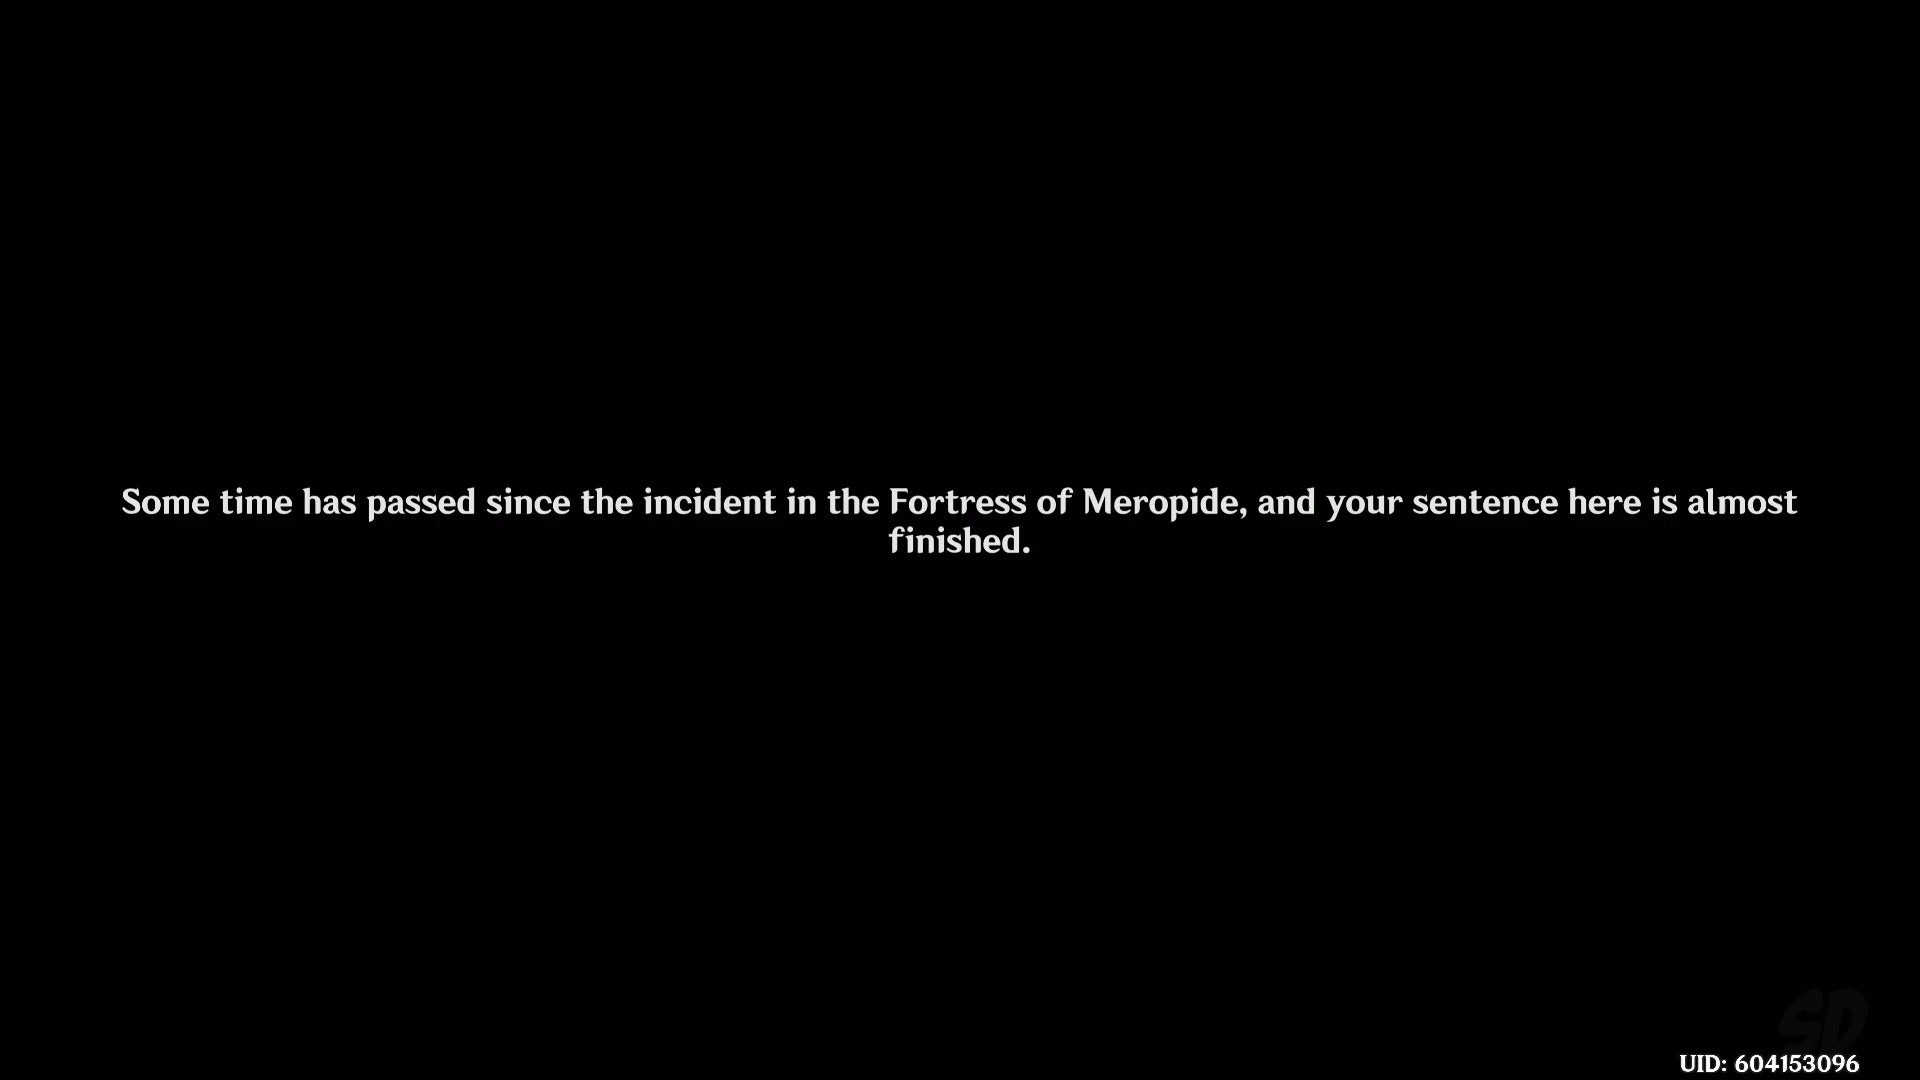 Some time has passed since the incident in the Fortress of Meropide, and your sentence here is almost
finished.
SD
UID: 604153096